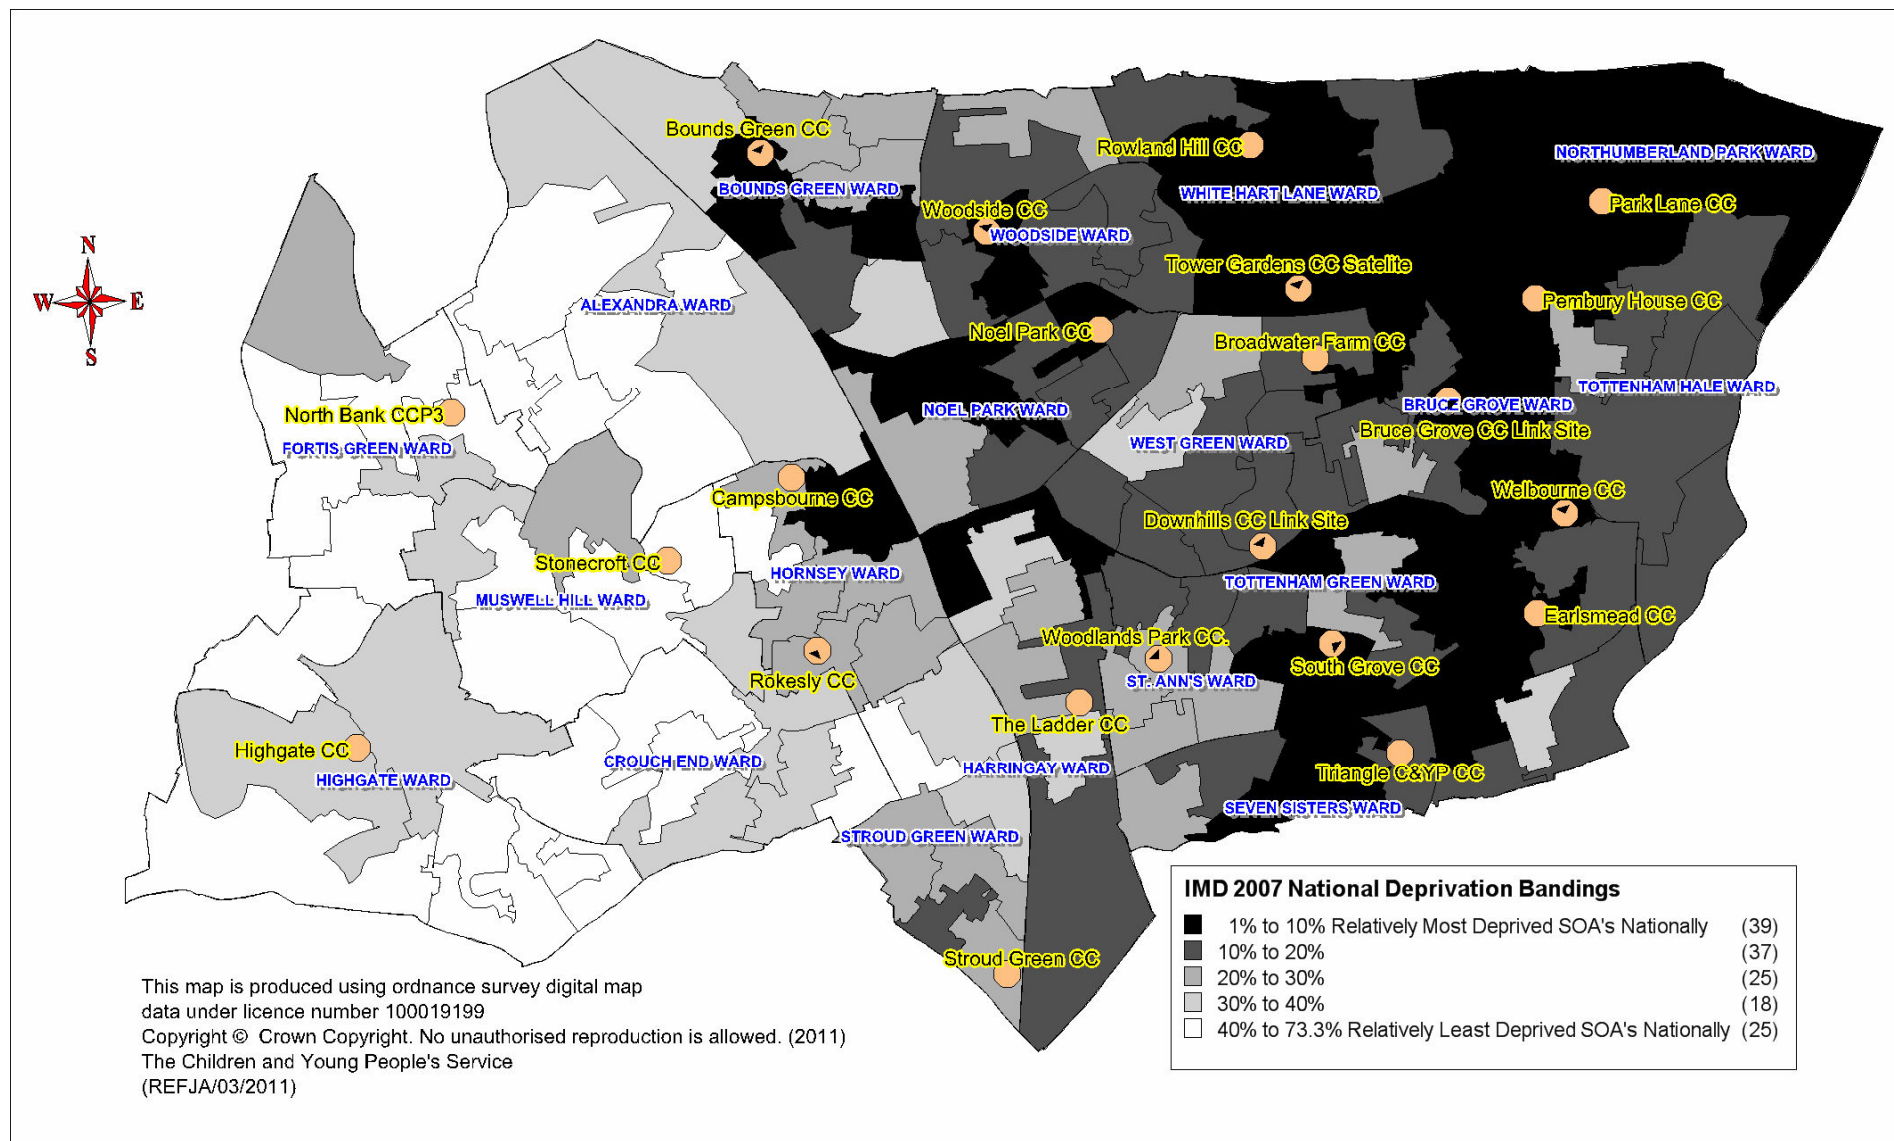 Bounds Green CC
Rowland Hill CC
NORTHUMBERLAND PARK WARD
BOUNDS GREEN WARD
WHITE HART LANE WARD
Park Lane CC
Woodside CC
WOODSIDE WARD
N
W E
S
Tower Gardens CC Satelite
ALEXANDRA WARD
Pembury House CC
Noel Park CC
Broadwater Farm CC
TOTTENHAM HALE WARD
North Bank CCP3
NOEL PARK WARD
BRUCE GROVE WARD
FORTIS GREEN WARD
WEST GREEN WARD
Bruce Grove CC Link Site
Campsbourne CC
Welbourne CC
Downhills CC Link Site
Stonecroft CC
HORNSEY WARD
TOTTENHAM GREEN WARD
MUSWELL HILL WARD
Earlsmead CC
Woodlands Park CC.
South Grove CC
Rokesly CC
ST. ANN'S WARD
The Ladder CC
Highgate CC
CROUCH END WARD
HARRINGAY WARD
Triangle C&YP CC
HIGHGATE WARD
SEVEN SISTERS WARD
STROUD GREEN WARD
Stroud Green CC
IMD 2007 National Deprivation Bandings
1% to 10% Relatively Most Deprived SOA's Nationally (39)
10% to 20% (37)
20% to 30% (25)
30% to 40% (18)
40% to 73.3% Relatively Least Deprived SOA's Nationally (25)
This map is produced using ordnance survey digital map
data under licence number 100019199
Copyright © Crown Copyright. No unauthorised reproduction is allowed. (2011)
The Children and Young People's Service
(REFJA/03/2011)